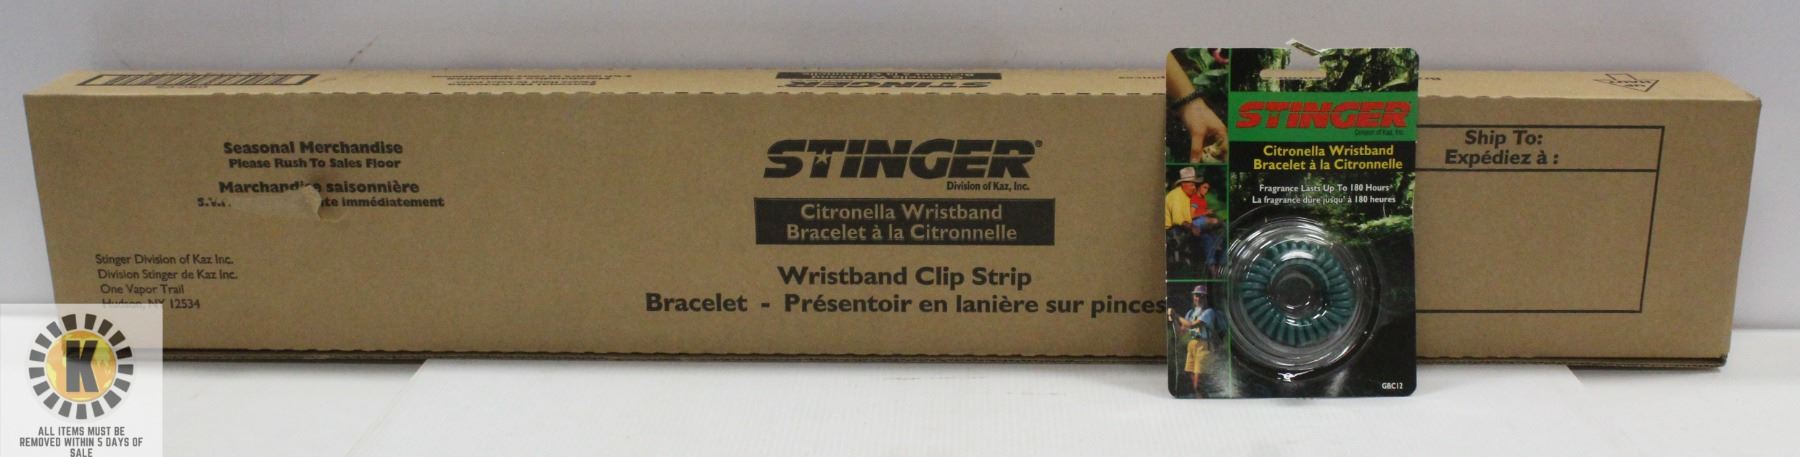 Seasonal Merchandise
Please Rush To Sales Floor
Marchandise saisonnière
immédiatement
Stinger Division of Kaz Inc.
Division Stinger de Kaz Inc.
One Vapor Trail
Hudson, NY 12534
STINGER®
Division of Kaz, Inc.
Citronella Wristband
Bracelet à la Citronnelle
Wristband Clip Strip
Bracelet - Présentoir en lanière sur pinces
STINGER
Division of Kaz, Inc.
Citronella Wristband
Bracelet à la Citronnelle
Fragrance Lasts Up To 180 Hours
La fragrance dure jusqu' à 180 heures
GBC12
Ship To:
Expédiez à :
K
ALL ITEMS MUST BE
REMOVED WITHIN 5 DAYS OF
SALE